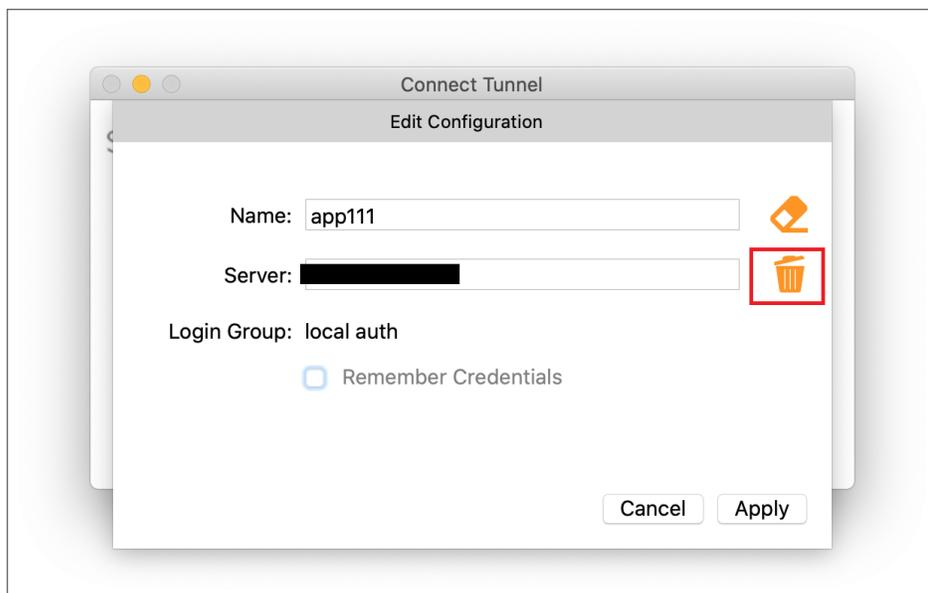 Connect Tunnel
Edit Configuration
Name: app111
Server:
Login Group: local auth
Remember Credentials
Cancel Apply